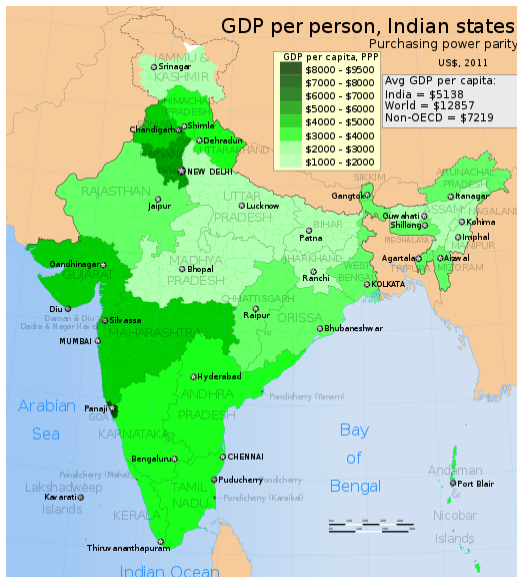 GDP per person, Indian states
Purchasing power parity
US$, 2011
GDP per capita, PPP
$8000 - $9500
$7000 - $8000
$6000 - $7000
$5000 - $6000
$4000 - $5000
$3000 - $4000
$2000 - $3000
$1000 - $2000
Avg GDP per capita:
India = $5138
World = $12857
Non-OECD = $7219
JAMMU &
KASHMIR
Srinagar
HIMACHAL
PRADESH
Shimla
Chandigarh
Dehradun
UTTARAKHAND
NEW DELHI
RAJASTHAN
Jaipur
UTTAR
PRADESH
Lucknow
SIKKIM
Gangtok
ARUNACHAL
PRADESH
Itanagar
ASSAM
NAGALAND
Guwahati
Shillong
Kohima
MEGHALAYA
Imphal
MANIPUR
Agartala
TRIPURA
Aizwal
MIZORAM
BIHAR
Patna
JHARKHAND
Ranchi
WEST
BENGAL
KOLKATA
Gandhinagar
GUJARAT
MADHYA
PRADESH
Bhopal
CHHATTISGARH
Raipur
ORISSA
Bhubaneshwar
Diu
Daman & Diu
Dadra & Nagar Haveli
Silvassa
MAHARASHTRA
MUMBAI
Hyderabad
ANDHRA
PRADESH
Pondicherry (Yanam)
Arabian
Sea
Panaji
GOA
KARNATAKA
Bengaluru
CHENNAI
Bay
of
Bengal
Pondicherry (Mahe)
Puducherry
Pondicherry
Pondicherry (Karaikal)
Lakshadweep
Islands
Kavarati
TAMIL
NADU
KERALA
Thiruvananthapuram
Andaman
&
Nicobar
Islands
Port Blair
Indian Ocean